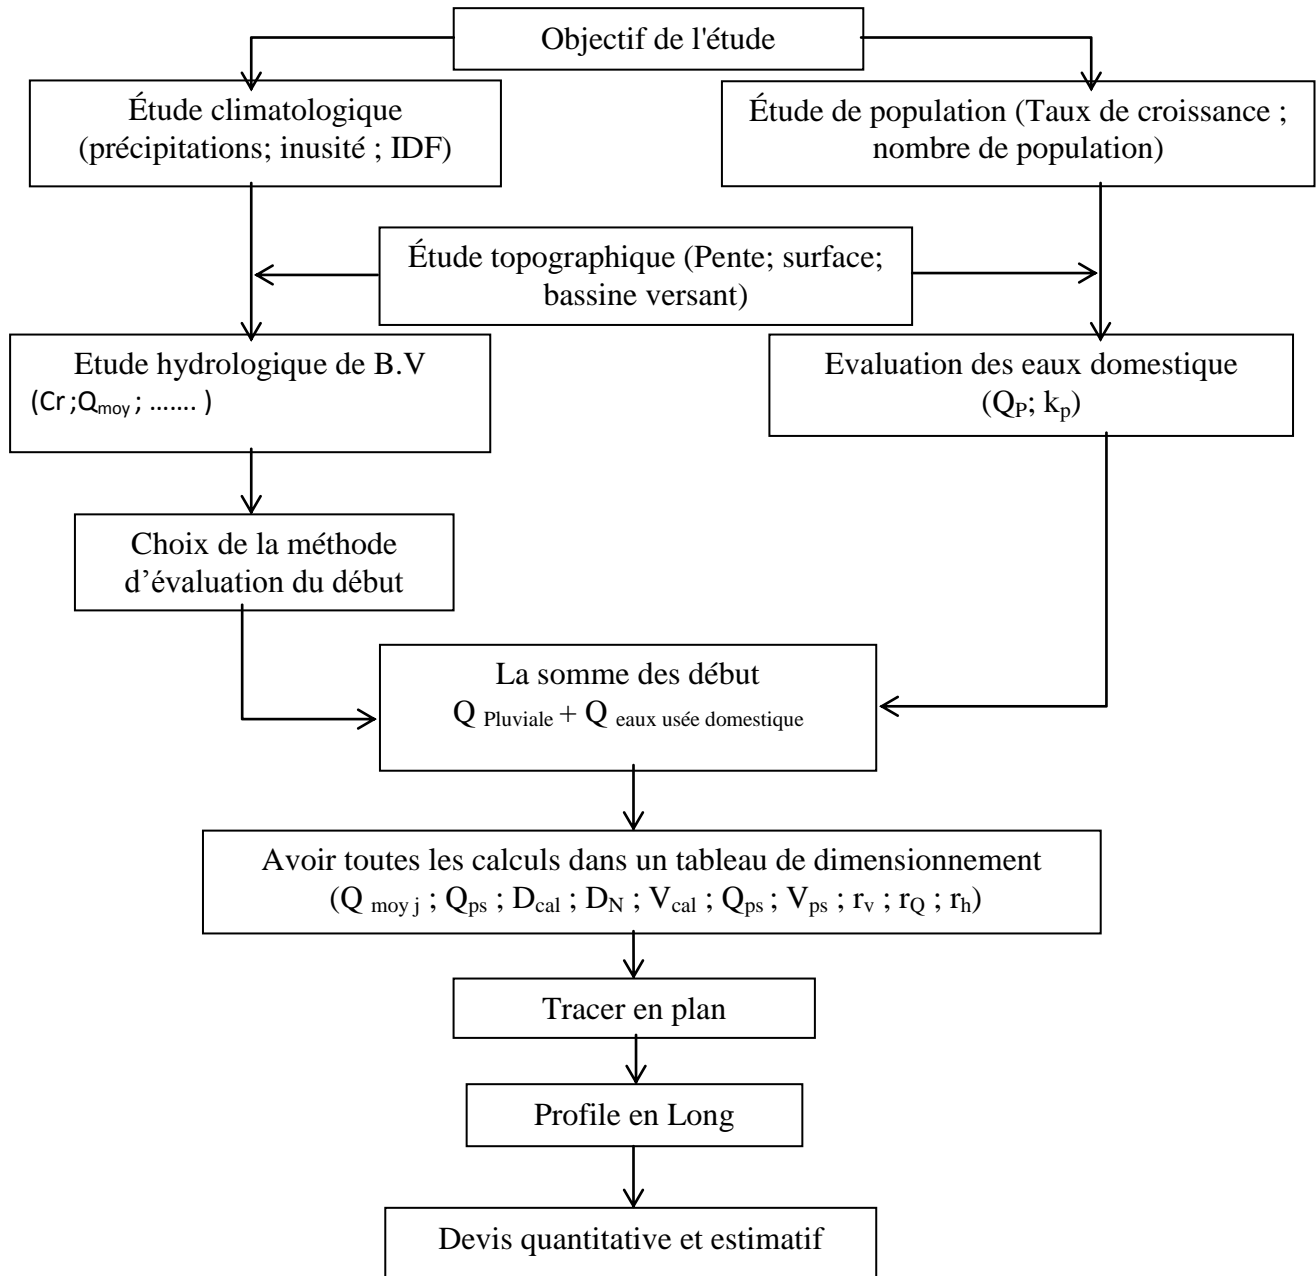 Objectif de l'étude
Étude climatologique
(précipitations; inusité ; IDF)
Étude de population (Taux de croissance ;
nombre de population)
Étude topographique (Pente; surface;
bassine versant)
Etude hydrologique de B.V
(Cr ;Qmoy ; ....... )
Evaluation des eaux domestique
(QP; kp)
Choix de la méthode
d’évaluation du début
La somme des début
Q Pluviale + Q eaux usée domestique
Avoir toutes les calculs dans un tableau de dimensionnement
(Q moy j ; Qps ; Dcal ; DN ; Vcal ; Qps ; Vps ; rv ; rQ ; rh)
Tracer en plan
Profile en Long
Devis quantitative et estimatif